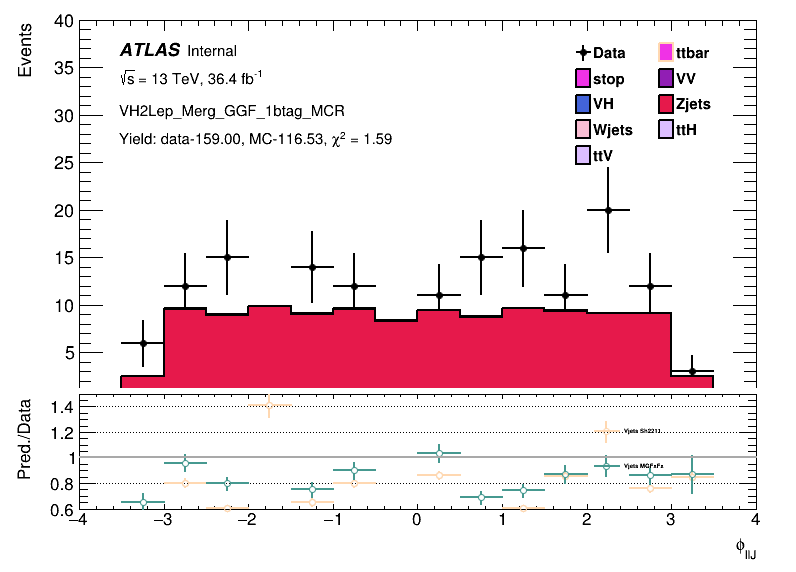 Events
40
35
30
25
20
15
10
5
ATLAS Internal
√s = 13 TeV, 36.4 fb⁻¹
VH2Lep_Merg_GGF_1btag_MCR
Yield: data-159.00, MC-116.53, χ² = 1.59
Data
ttbar
stop
VV
VH
Zjets
Wjets
ttH
ttV
Pred./Data
1.4
1.2
1
0.8
0.6
Vjets Sh2211
Vjets MGFxFx
−4 −3 −2 −1 0 1 2 3 4
ϕllJ